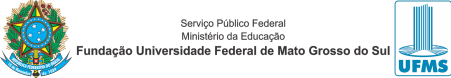 Serviço Público Federal
Ministério da Educação
Fundação Universidade Federal de Mato Grosso do Sul
UFMS